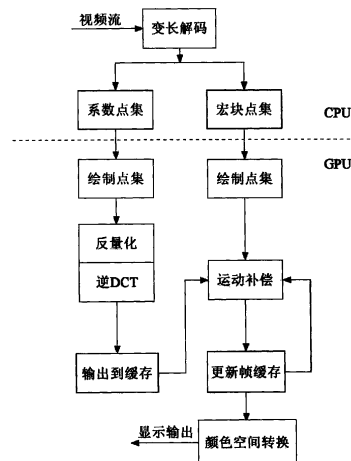 视频流
变长解码
系数点集
宏块点集
CPU
GPU
绘制点集
绘制点集
反量化
逆DCT
运动补偿
输出到缓存
更新帧缓存
显示输出
颜色空间转换